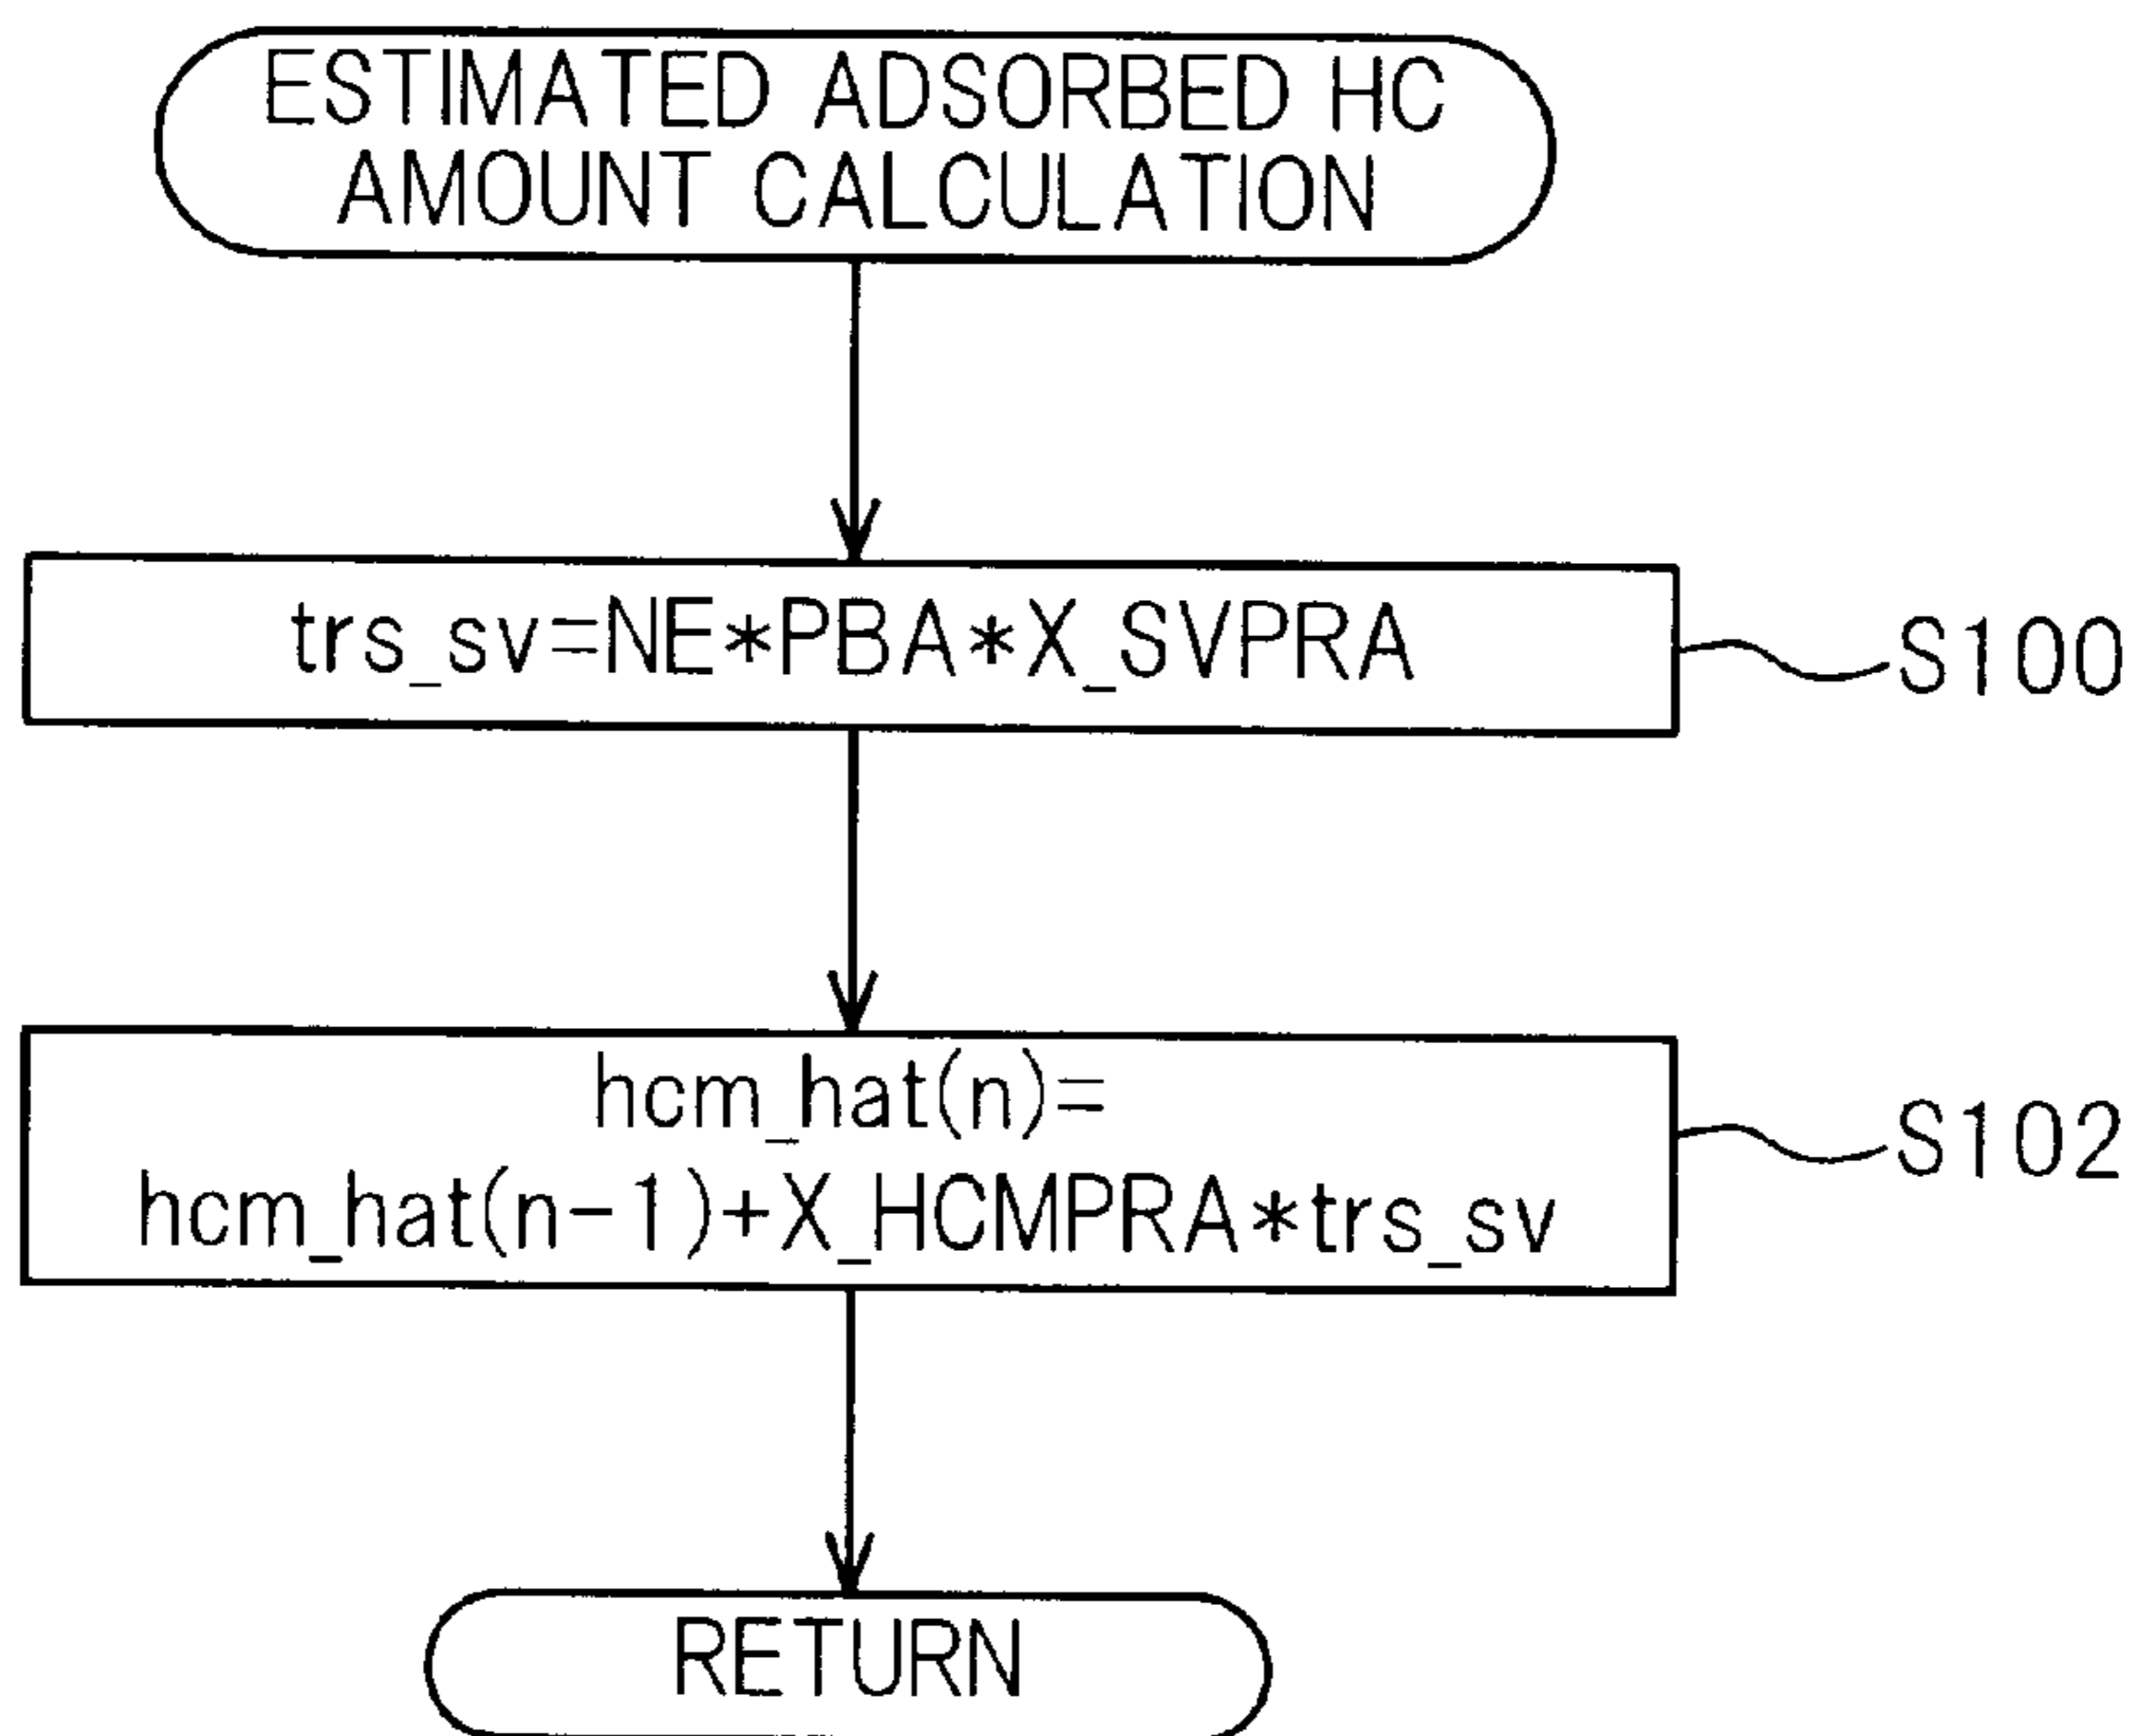 ESTIMATED ADSORBED HC
AMOUNT CALCULATION
trs_sv=NE*PBA*X_SVPRA
S100
hcm_hat(n)=
hcm_hat(n-1)+X_HCMPRA*trs_sv
S102
RETURN